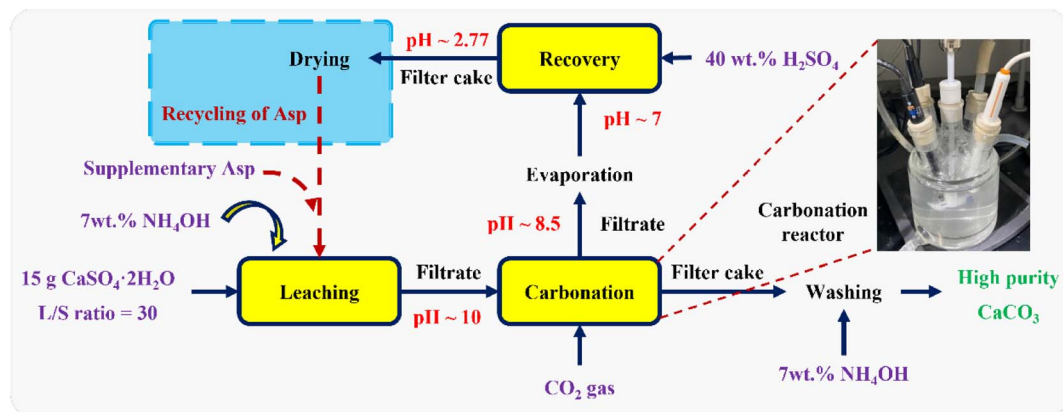 pH ~ 2.77
Drying
Filter cake
Recovery
40 wt.% H₂SO₄
Recycling of Asp
pH ~ 7
Supplementary Asp
Evaporation
7wt.% NH₄OH
pH ~ 8.5
Filtrate
Carbonation
reactor
15 g CaSO₄·2H₂O
L/S ratio = 30
Leaching
Filtrate
pH ~ 10
Carbonation
Filter cake
Washing
High purity
CaCO₃
CO₂ gas
7wt.% NH₄OH